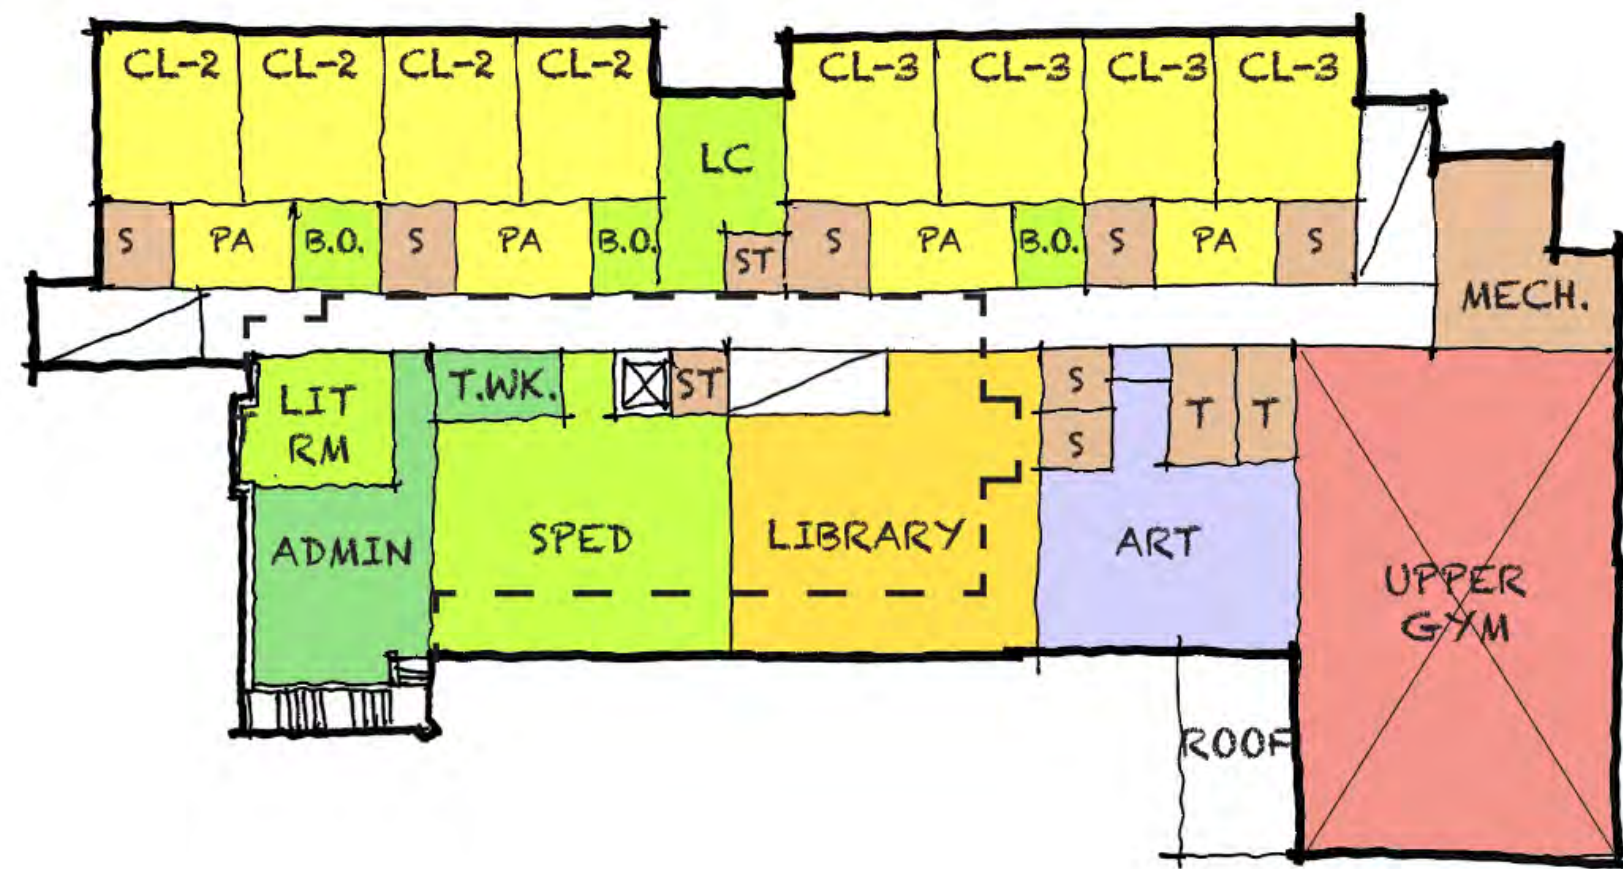 CL-2 CL-2 CL-2 CL-2 CL-3 CL-3 CL-3 CL-3
LC
S PA B.O. S PA B.O. ST S PA B.O. S PA S
MECH.
LIT
RM
T.WK.
ST
S
S
T T
ADMIN
SPED
LIBRARY
ART
UPPER
GYM
ROOF